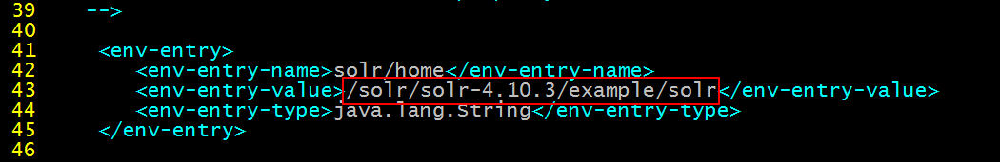 39 -->
40
41 <env-entry>
42 <env-entry-name>solr/home</env-entry-name>
43 <env-entry-value>/solr/solr-4.10.3/example/solr</env-entry-value>
44 <env-entry-type>java.lang.String</env-entry-type>
45 </env-entry>
46